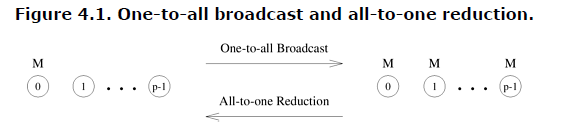 Figure 4.1. One-to-all broadcast and all-to-one reduction.
One-to-all Broadcast
M M M M
0 1 . . . p-1 0 1 . . . p-1
All-to-one Reduction